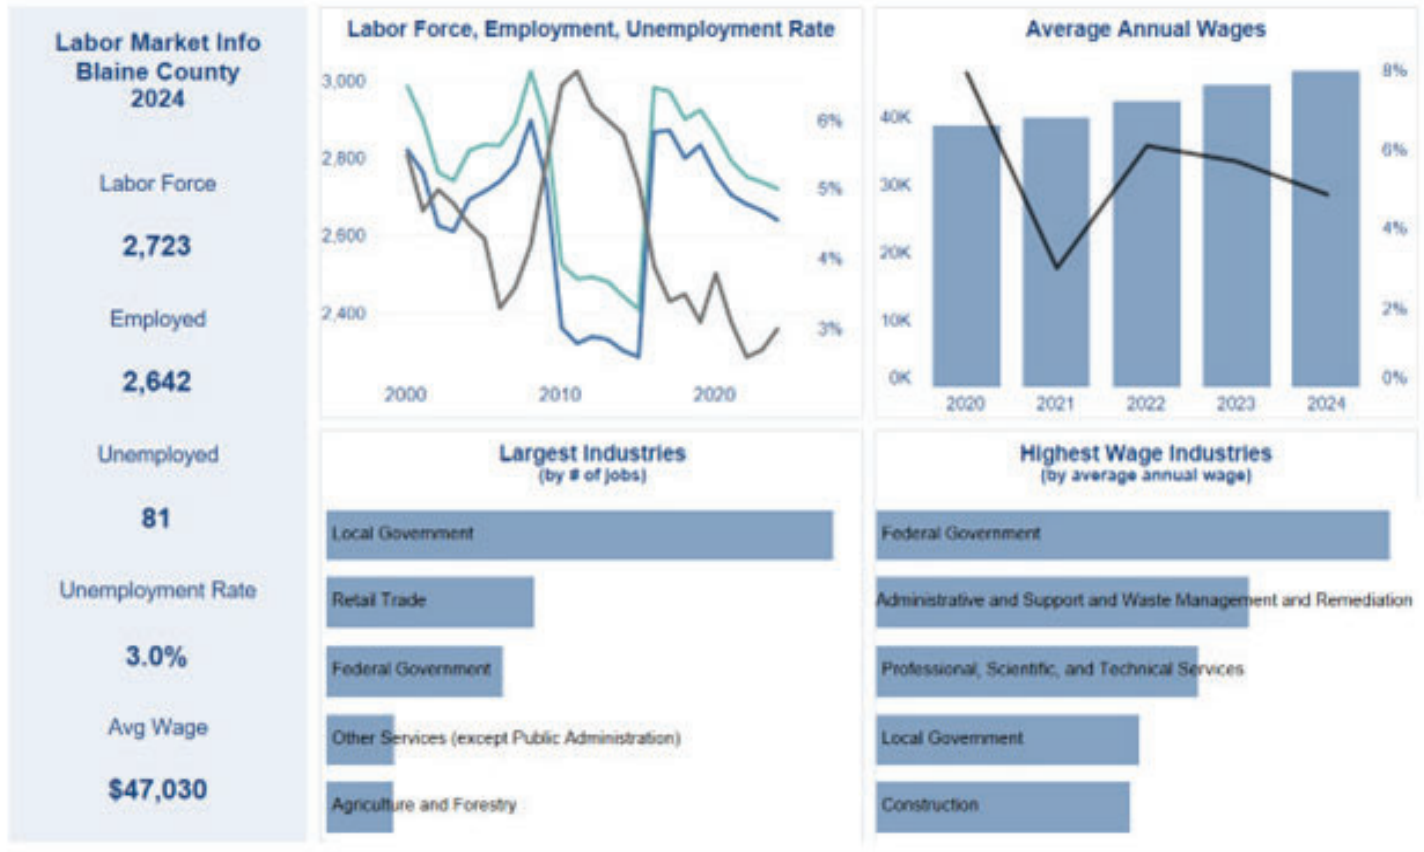 Labor Market Info
Blaine County
2024
Labor Force
2,723
Employed
2,642
Unemployed
81
Unemployment Rate
3.0%
Avg Wage
$47,030
Labor Force, Employment, Unemployment Rate
3,000
2,800
2,600
2,400
6%
5%
4%
3%
2000 2010 2020
Average Annual Wages
40K
30K
20K
10K
0K
8%
6%
4%
2%
0%
2020 2021 2022 2023 2024
Largest Industries
(by # of jobs)
Local Government
Retail Trade
Federal Government
Other Services (except Public Administration)
Agriculture and Forestry
Highest Wage Industries
(by average annual wage)
Federal Government
Administrative and Support and Waste Management and Remediation
Professional, Scientific, and Technical Services
Local Government
Construction